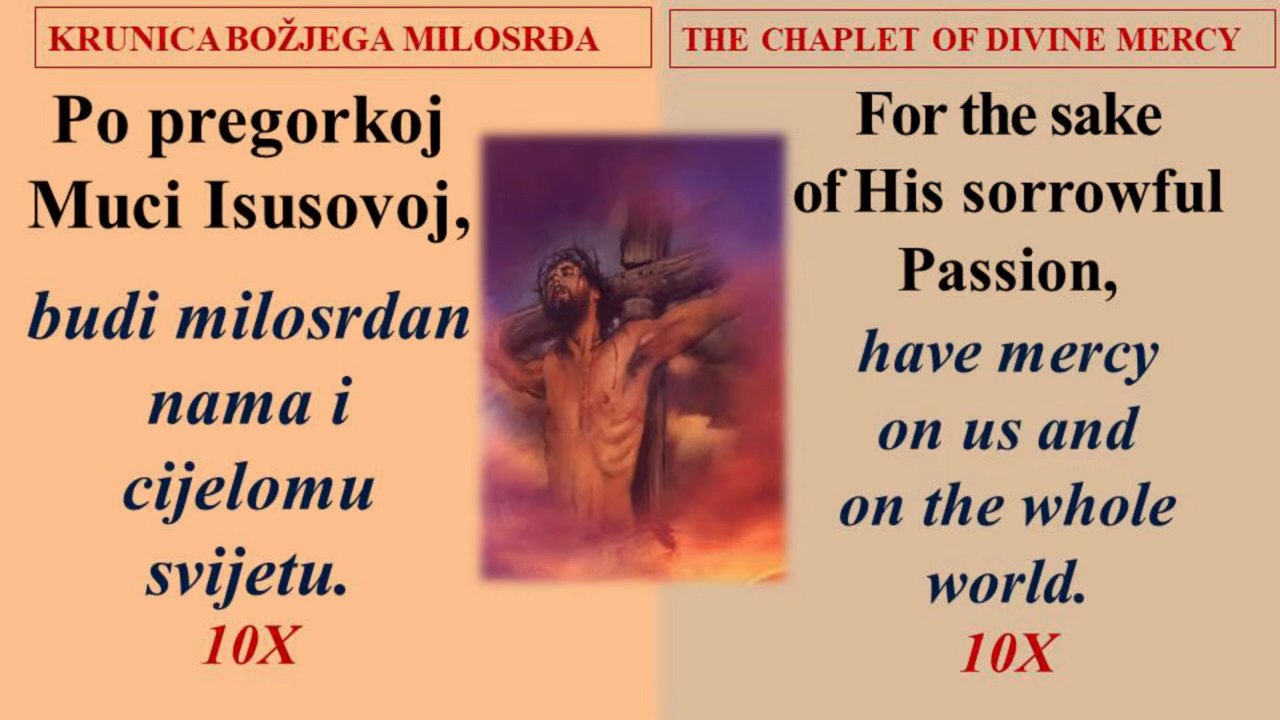 KRUNICA BOŽJEGA MILOSRĐA
Po pregorkoj
Muci Isusovoj,
budi milosrdan
nama i
cijelomu
svijetu.
10X
THE CHAPLET OF DIVINE MERCY
For the sake
of His sorrowful
Passion,
have mercy
on us and
on the whole
world.
10X